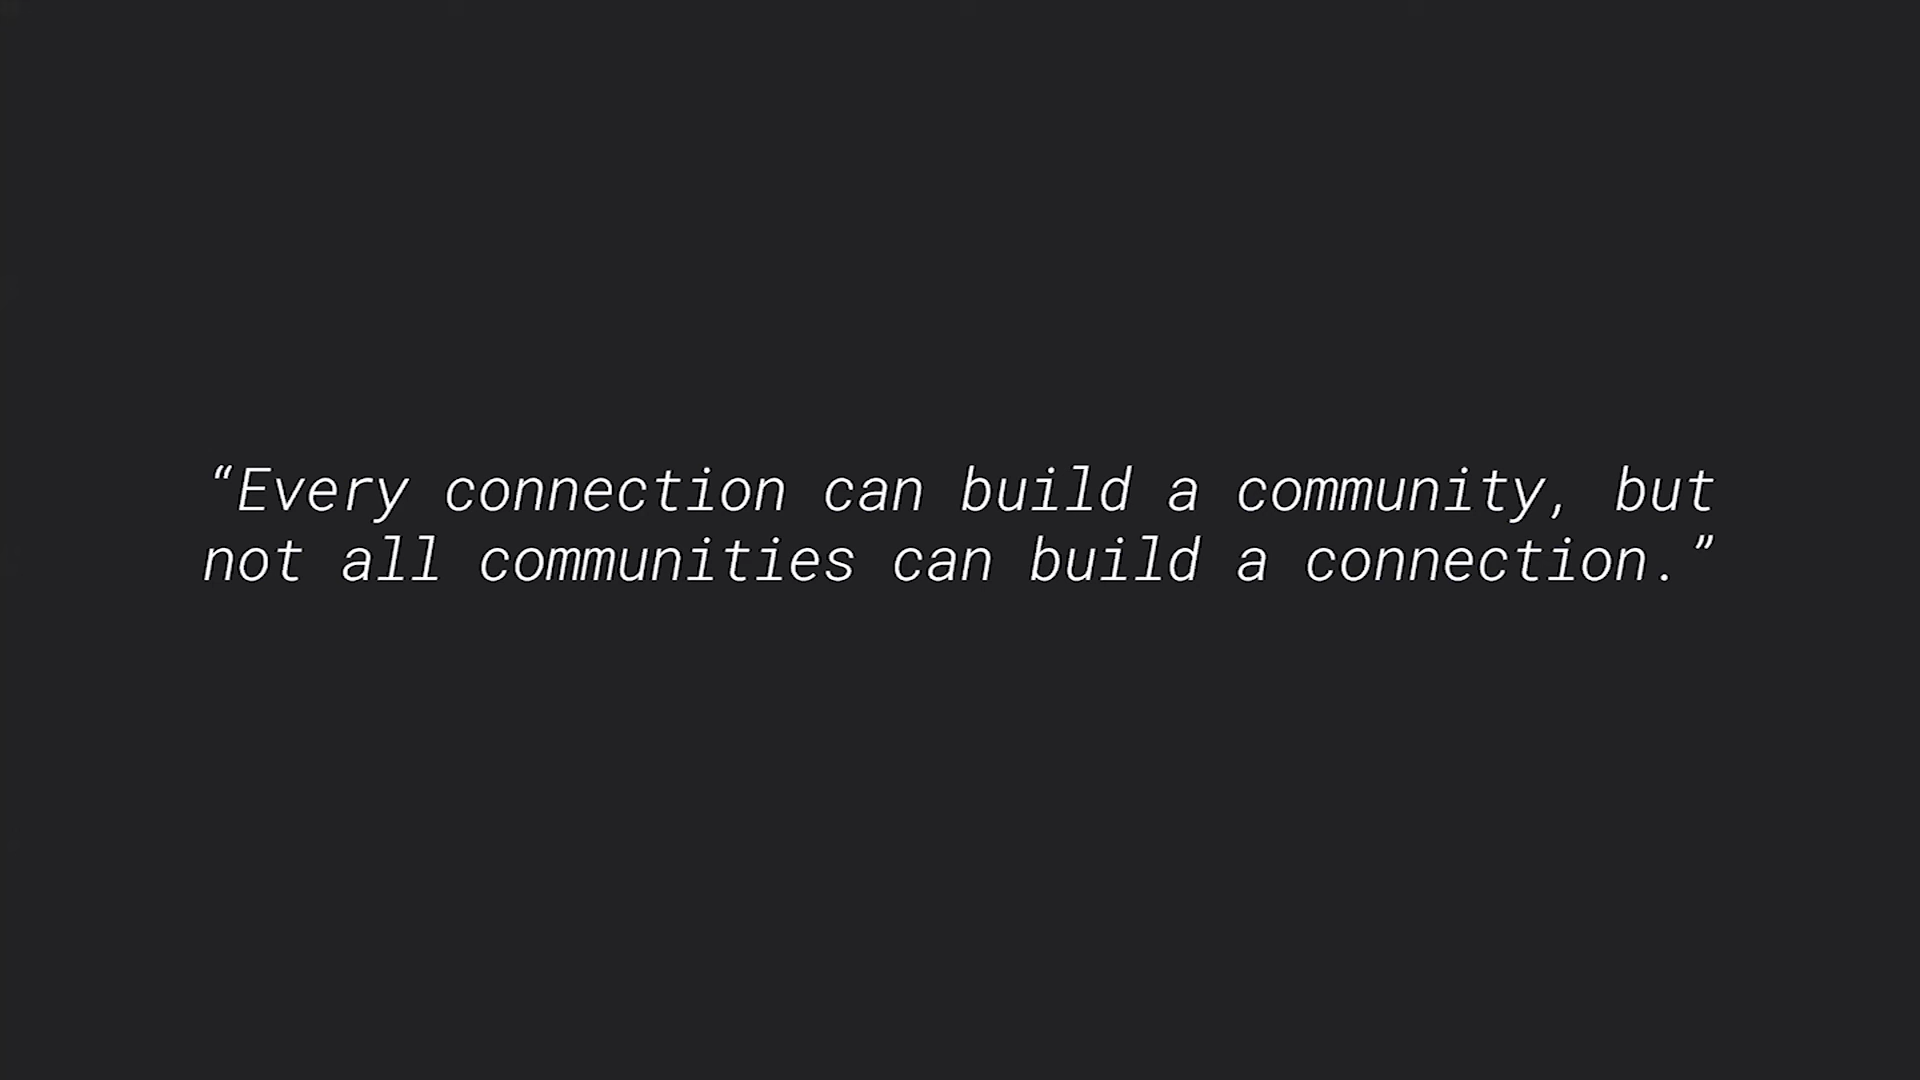 “Every connection can build a community, but
not all communities can build a connection.”